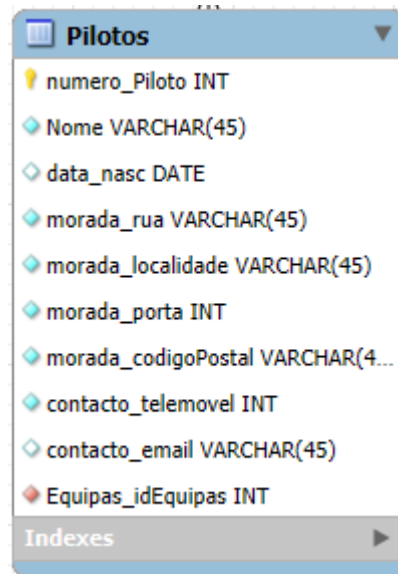 Pilotos
numero_Piloto INT
Nome VARCHAR(45)
data_nasc DATE
morada_rua VARCHAR(45)
morada_localidade VARCHAR(45)
morada_porta INT
morada_codigoPostal VARCHAR(4...
contacto_telemovel INT
contacto_email VARCHAR(45)
Equipas_idEquipas INT
Indexes